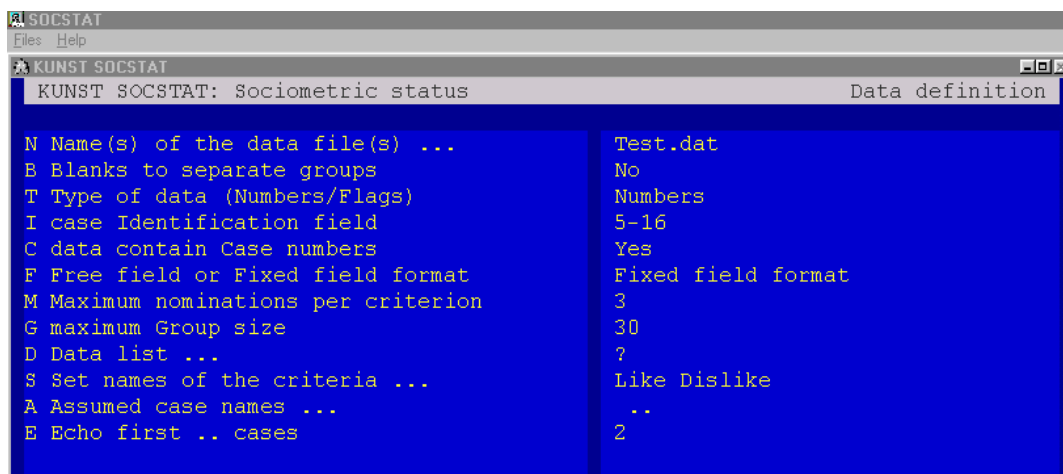 SOCSTAT
Files Help
KUNST SOCSTAT
KUNST SOCSTAT: Sociometric status Data definition
N Name(s) of the data file(s) ... Test.dat
B Blanks to separate groups No
T Type of data (Numbers/Flags) Numbers
I case Identification field 5-16
C data contain Case numbers Yes
F Free field or Fixed field format Fixed field format
M Maximum nominations per criterion 3
G maximum Group size 30
D Data list ... ?
S Set names of the criteria ... Like Dislike
A Assumed case names ... ..
E Echo first .. cases 2